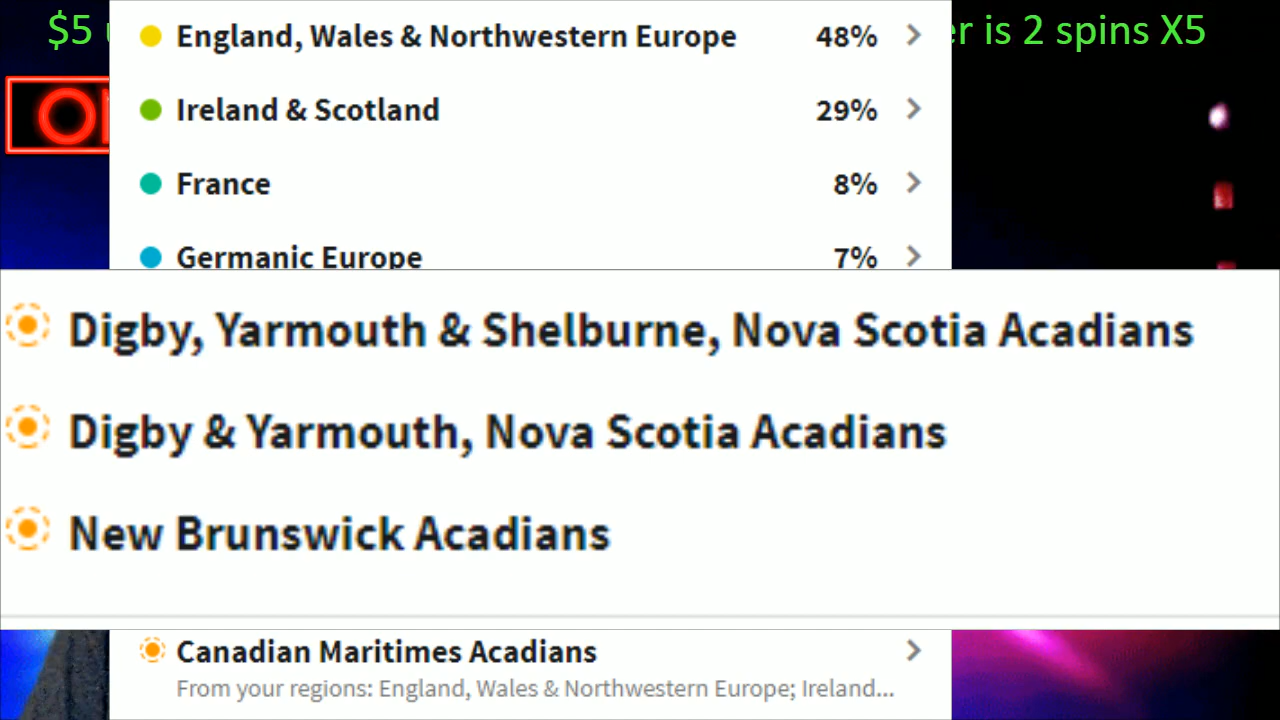 $5
er is 2 spins X5
England, Wales & Northwestern Europe 48%
Ireland & Scotland 29%
France 8%
Germanic Europe 7%
Digby, Yarmouth & Shelburne, Nova Scotia Acadians
Digby & Yarmouth, Nova Scotia Acadians
New Brunswick Acadians
Canadian Maritimes Acadians
From your regions: England, Wales & Northwestern Europe; Ireland...